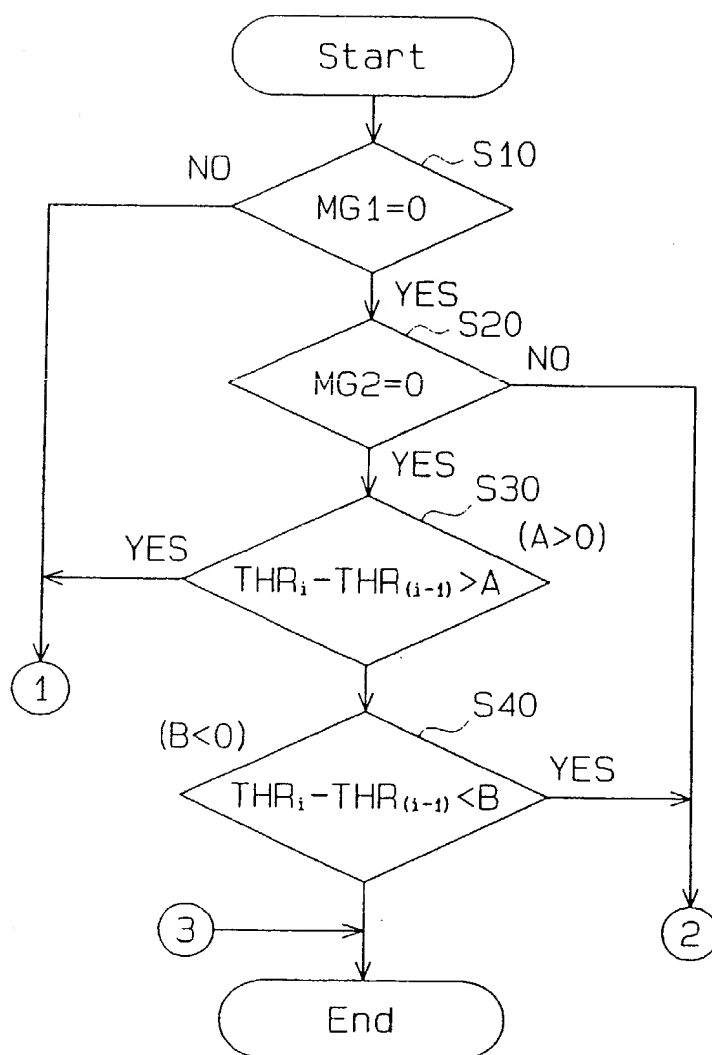 Start
S10
NO
MG1=0
YES
S20
NO
MG2=0
YES
S30
(A>0)
YES
THRi-THR(i-1)>A
1
S40
(B<0)
YES
THRi-THR(i-1)<B
3
2
End